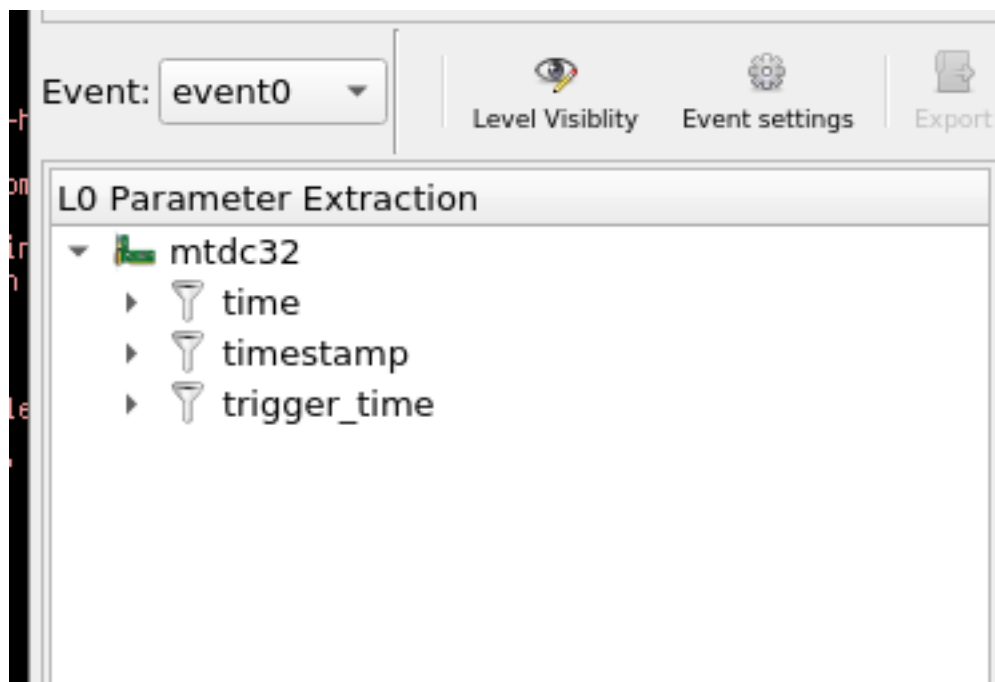 Event: event0
Level Visiblity Event settings Export
L0 Parameter Extraction
mtdc32
time
timestamp
trigger_time